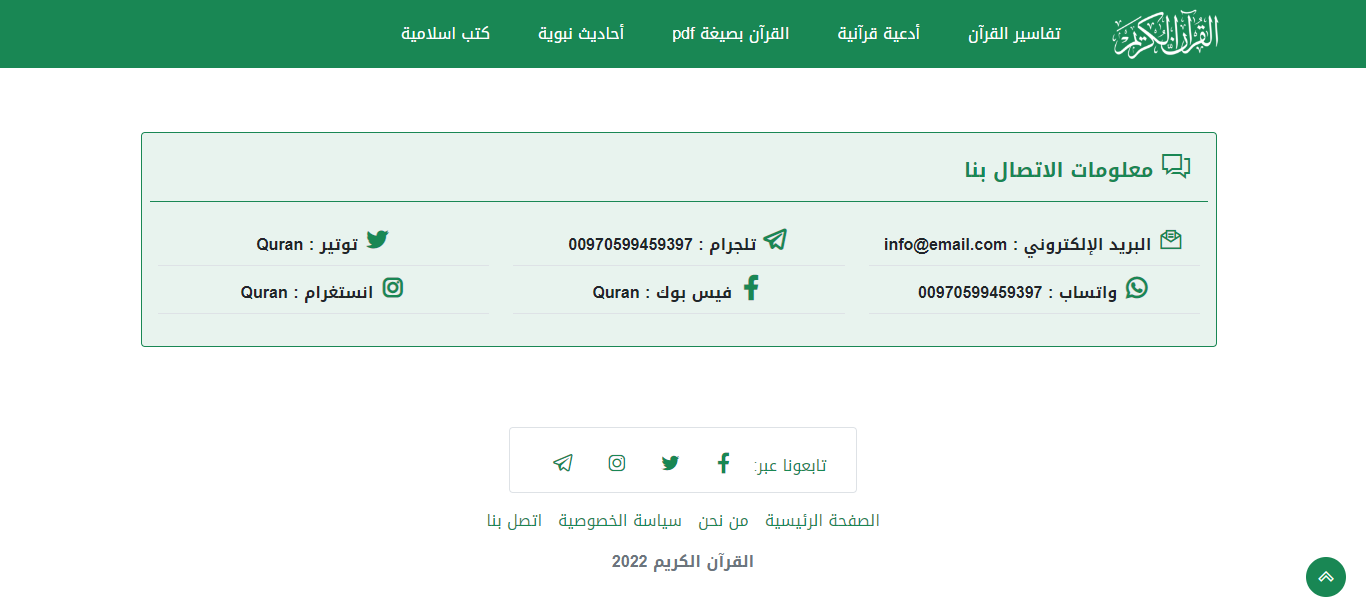 القرآن الكريم
تفاسير القرآن
أدعية قرآنية
القرآن بصيغة pdf
أحاديث نبوية
كتب اسلامية
معلومات الاتصال بنا
البريد الإلكتروني : info@email.com
تلجرام : 00970599459397
توتير : Quran
واتساب : 00970599459397
فيس بوك : Quran
انستغرام : Quran
تابعونا عبر:
الصفحة الرئيسية من نحن سياسة الخصوصية اتصل بنا
القرآن الكريم 2022